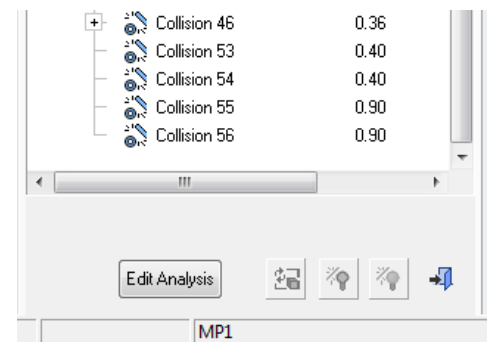 Collision 46 0.36
Collision 53 0.40
Collision 54 0.40
Collision 55 0.90
Collision 56 0.90
Edit Analysis
MP1